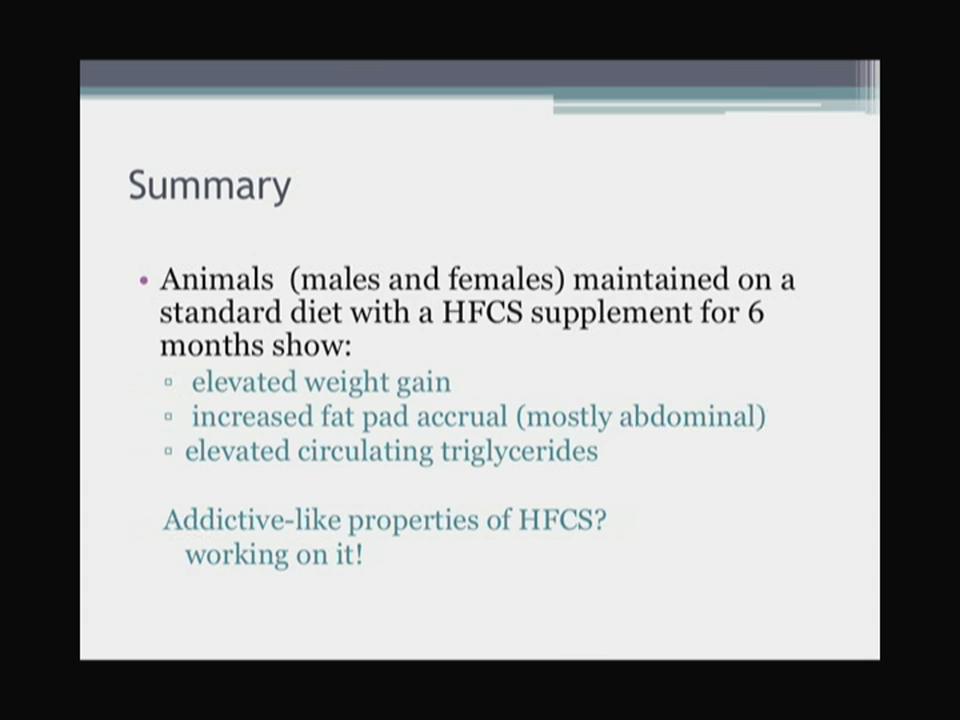 Summary
• Animals (males and females) maintained on a
standard diet with a HFCS supplement for 6
months show:
▫ elevated weight gain
▫ increased fat pad accrual (mostly abdominal)
▫ elevated circulating triglycerides
Addictive-like properties of HFCS?
working on it!